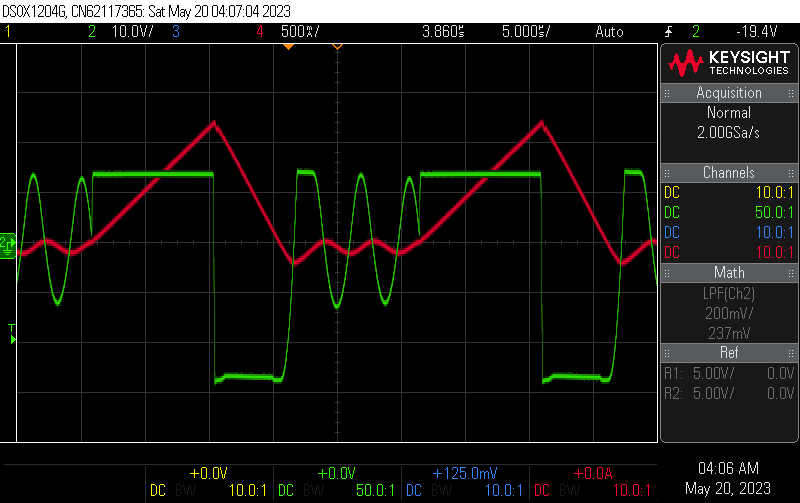 DSOX1204G, CN62117365: Sat May 20 04:07:04 2023
1 2 10.0V/ 3 4 500mA/ 3.860s 5.000s/ Auto 2 -19.4V
KEYSIGHT
TECHNOLOGIES
Acquisition
Normal
2.00GSa/s
Channels
DC 10.0:1
DC 50.0:1
DC 10.0:1
DC 10.0:1
Math
LPF(Ch2)
200mV/
237mV
Ref
R1: 5.00V/ 0.0V
R2: 5.00V/ 0.0V
2
T
+0.0V +0.0V +125.0mV +0.0A
DC BW 10.0:1 DC BW 50.0:1 DC BW 10.0:1 DC BW 10.0:1
04:06 AM
May 20, 2023